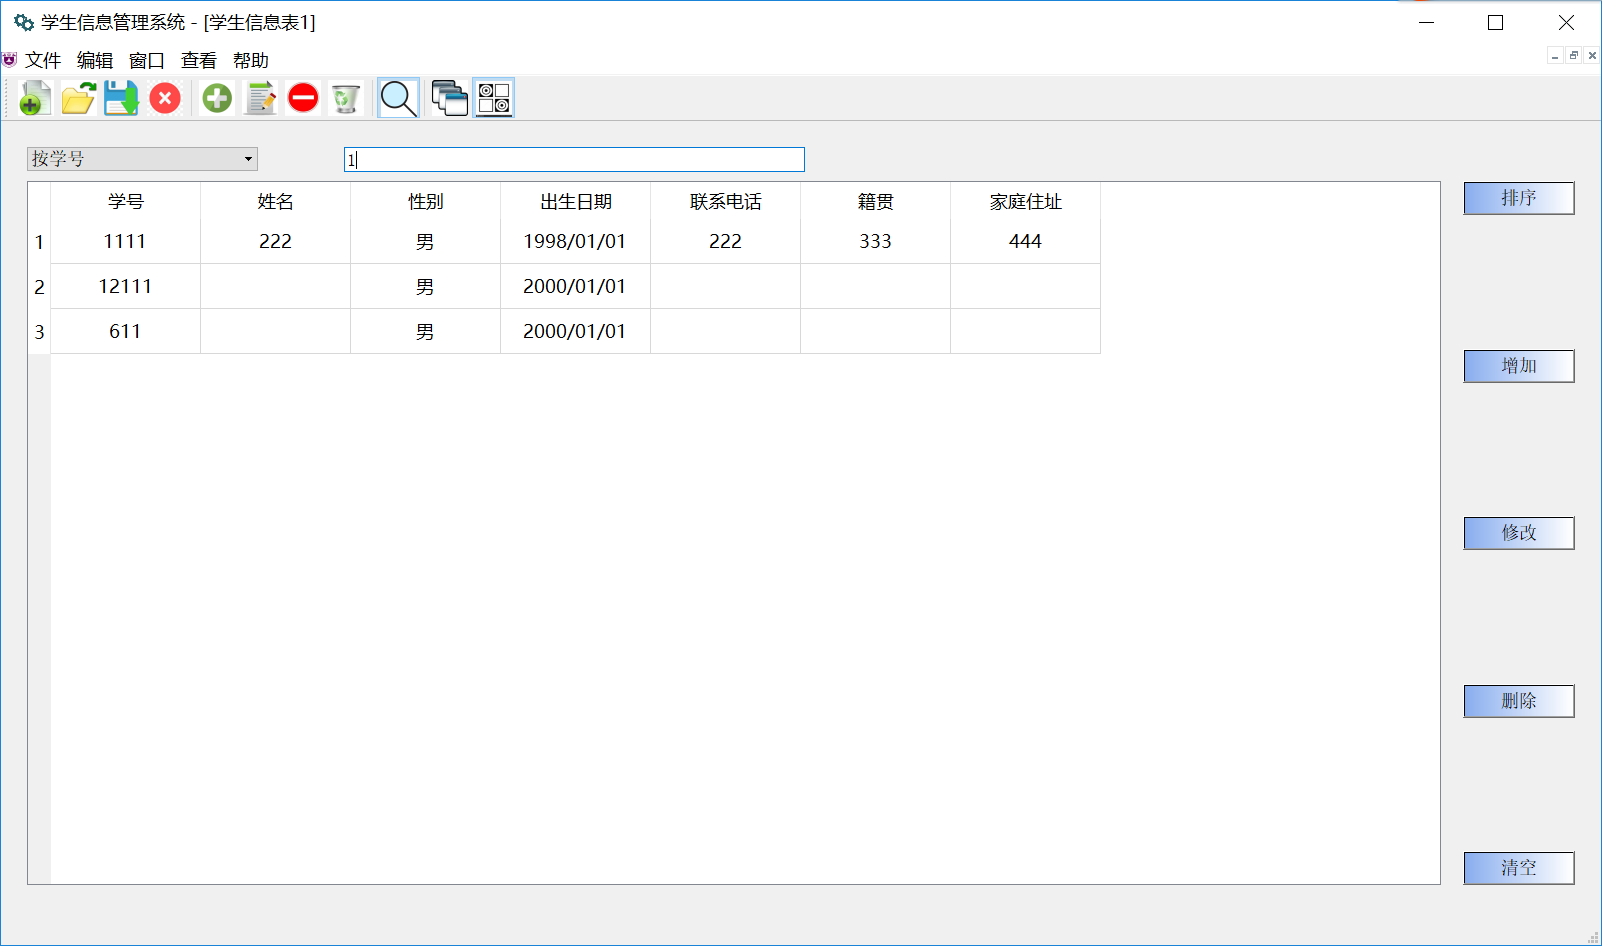 学生信息管理系统 - [学生信息表1]
文件 编辑 窗口 查看 帮助
按学号 1
学号 姓名 性别 出生日期 联系电话 籍贯 家庭住址
1 1111 222 男 1998/01/01 222 333 444
2 12111 男 2000/01/01
3 611 男 2000/01/01
排序
增加
修改
删除
清空